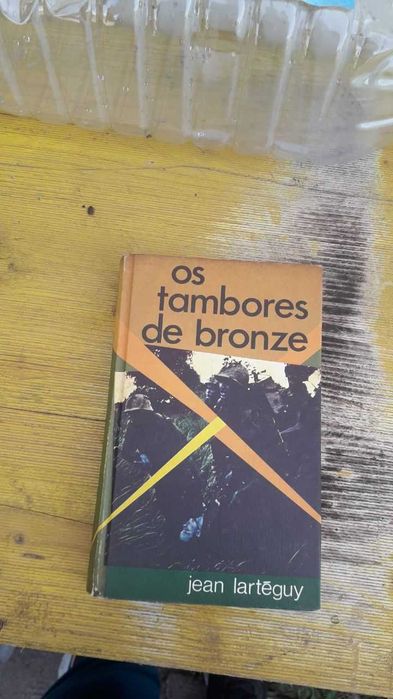 os
tambores
de bronze
jean lartéguy